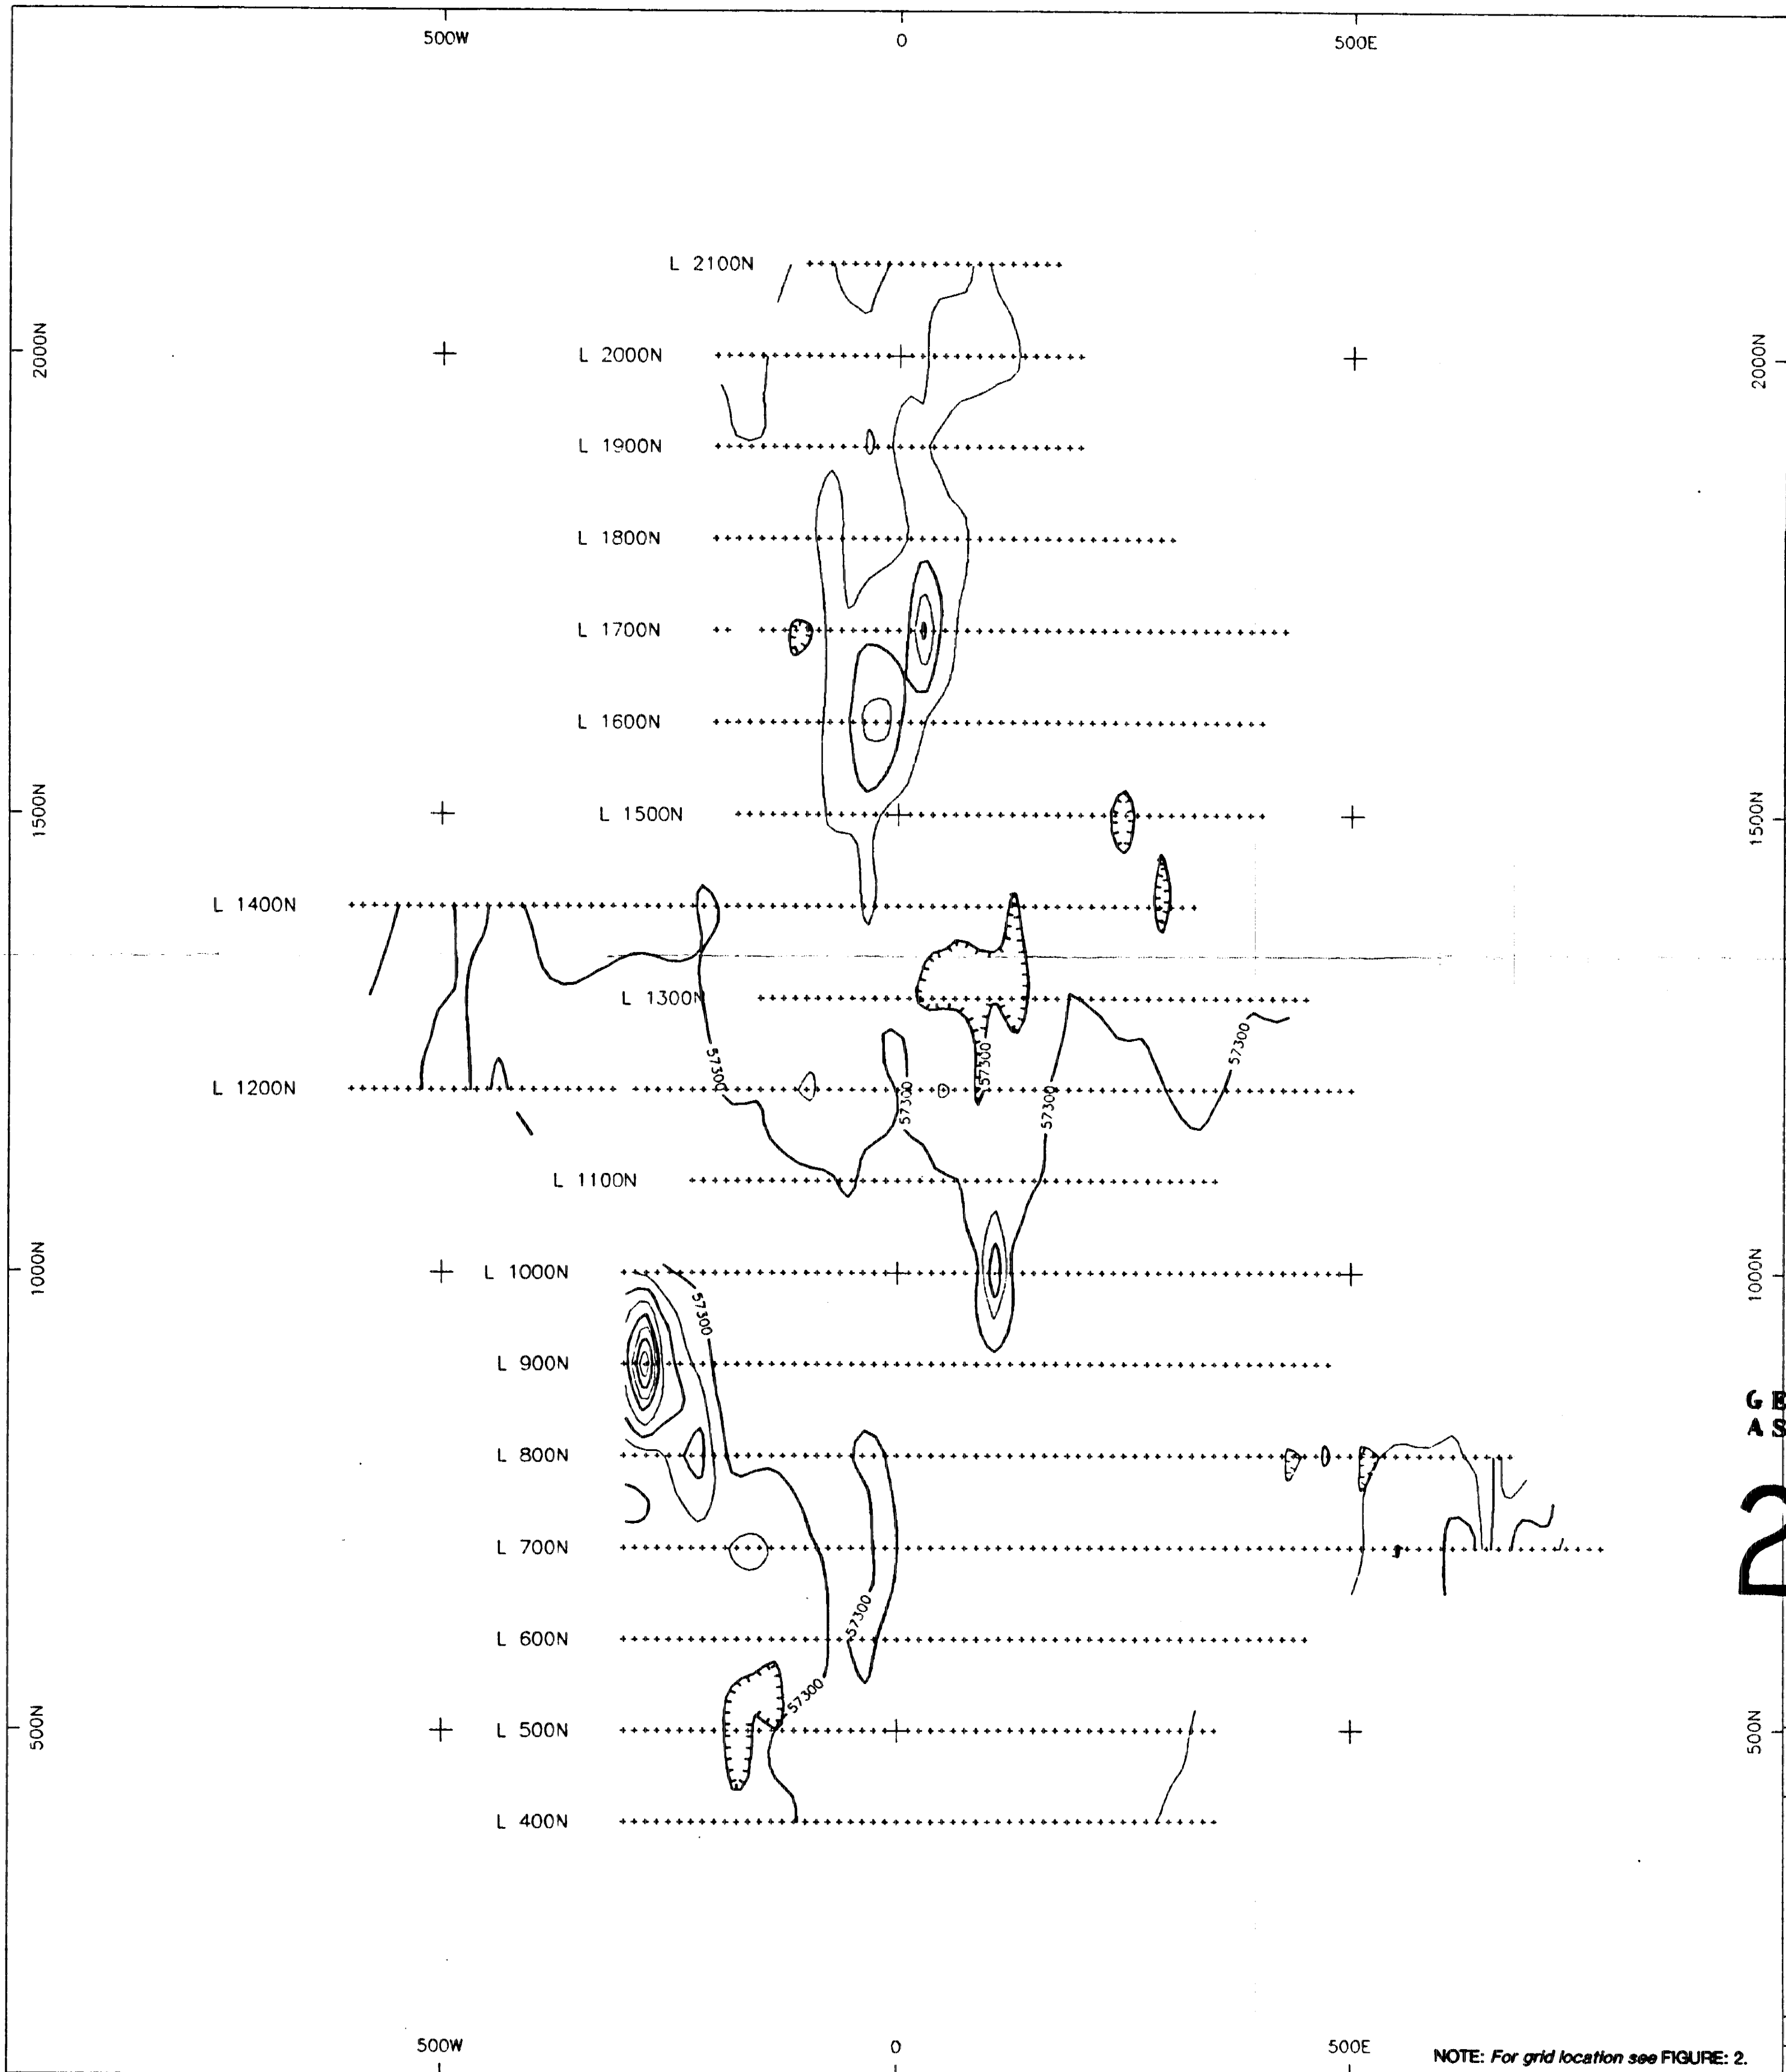 500W 0 500E
L 2100N
2000N L 2000N 2000N
L 1900N
L 1800N
L 1700N
L 1600N
1500N L 1500N 1500N
L 1400N
L 1300N
57300 57300 57300
L 1200N
57300 57300
L 1100N
1000N L 1000N 1000N
57300
L 900N
G E
A S
L 800N
2
L 700N
57300
L 600N
57300
500N L 500N 500N
L 400N
500W 0 500E
NOTE: For grid location see FIGURE: 2.